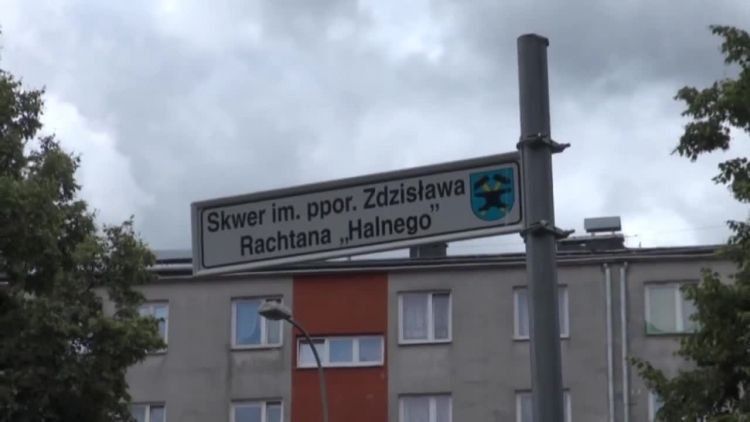 Skwer im. ppor. Zdzisława
Rachtana „Halnego”